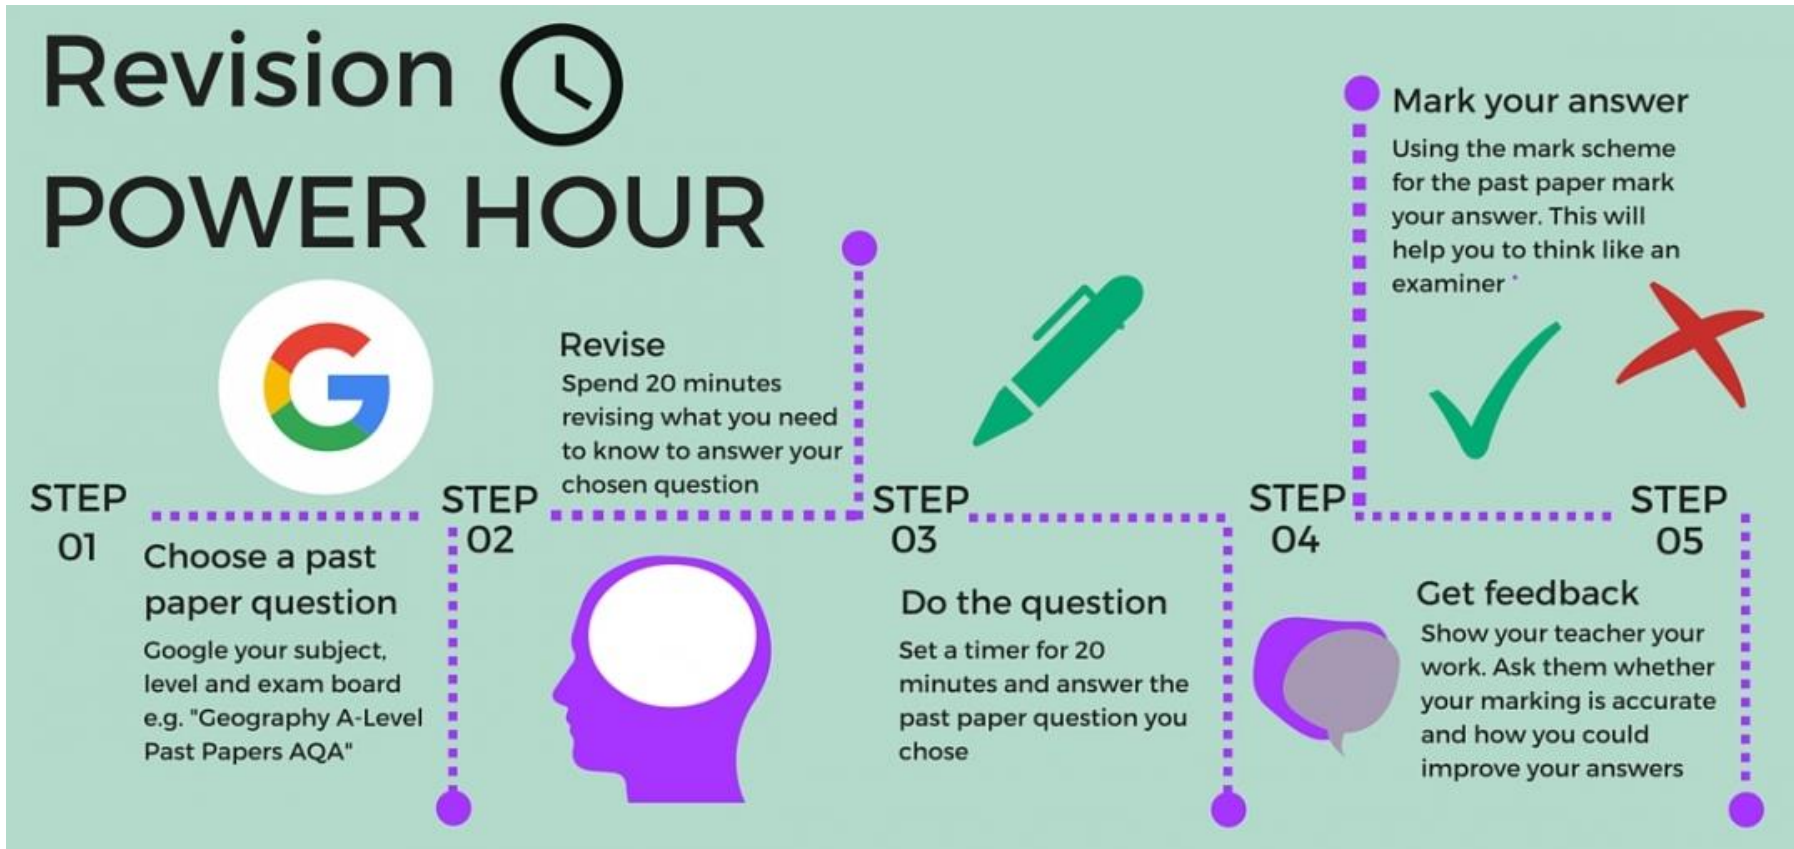 Revision
POWER HOUR
STEP
01
Choose a past
paper question
Google your subject,
level and exam board
e.g. "Geography A-Level
Past Papers AQA"
STEP
02
Revise
Spend 20 minutes
revising what you need
to know to answer your
chosen question
STEP
03
Do the question
Set a timer for 20
minutes and answer the
past paper question you
chose
STEP
04
Mark your answer
Using the mark scheme
for the past paper mark
your answer. This will
help you to think like an
examiner
STEP
05
Get feedback
Show your teacher your
work. Ask them whether
your marking is accurate
and how you could
improve your answers